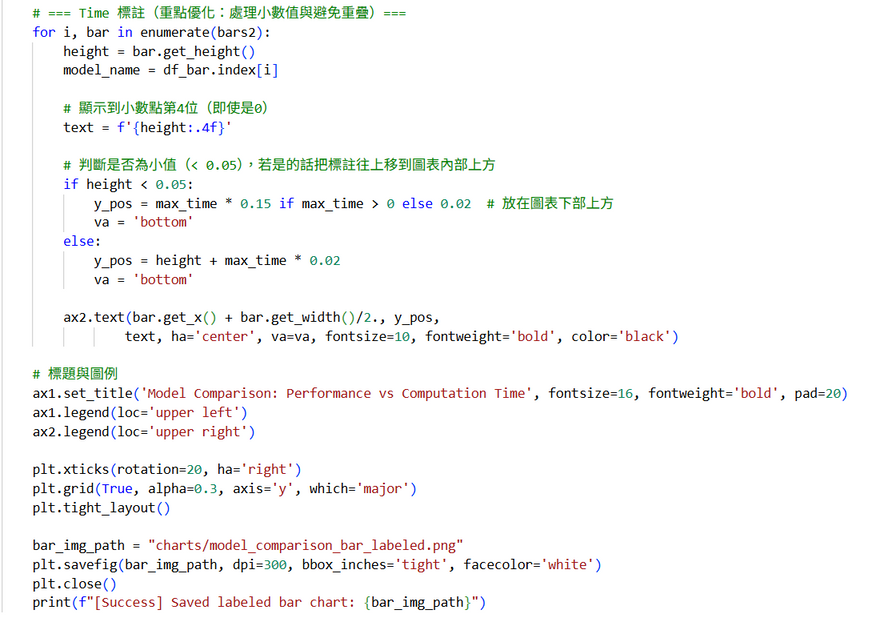 # === Time 標註（重點優化：處理小數值與避免重疊）===
for i, bar in enumerate(bars2):
    height = bar.get_height()
    model_name = df_bar.index[i]

    # 顯示到小數點第4位（即使是0）
    text = f'{height:.4f}'

    # 判斷是否為小值（< 0.05），若是的話把標註往上移到圖表內部上方
    if height < 0.05:
        y_pos = max_time * 0.15 if max_time > 0 else 0.02  # 放在圖表下部上方
        va = 'bottom'
    else:
        y_pos = height + max_time * 0.02
        va = 'bottom'

    ax2.text(bar.get_x() + bar.get_width()/2., y_pos,
            text, ha='center', va=va, fontsize=10, fontweight='bold', color='black')

# 標題與圖例
ax1.set_title('Model Comparison: Performance vs Computation Time', fontsize=16, fontweight='bold', pad=20)
ax1.legend(loc='upper left')
ax2.legend(loc='upper right')

plt.xticks(rotation=20, ha='right')
plt.grid(True, alpha=0.3, axis='y', which='major')
plt.tight_layout()

bar_img_path = "charts/model_comparison_bar_labeled.png"
plt.savefig(bar_img_path, dpi=300, bbox_inches='tight', facecolor='white')
plt.close()
print(f"[Success] Saved labeled bar chart: {bar_img_path}")